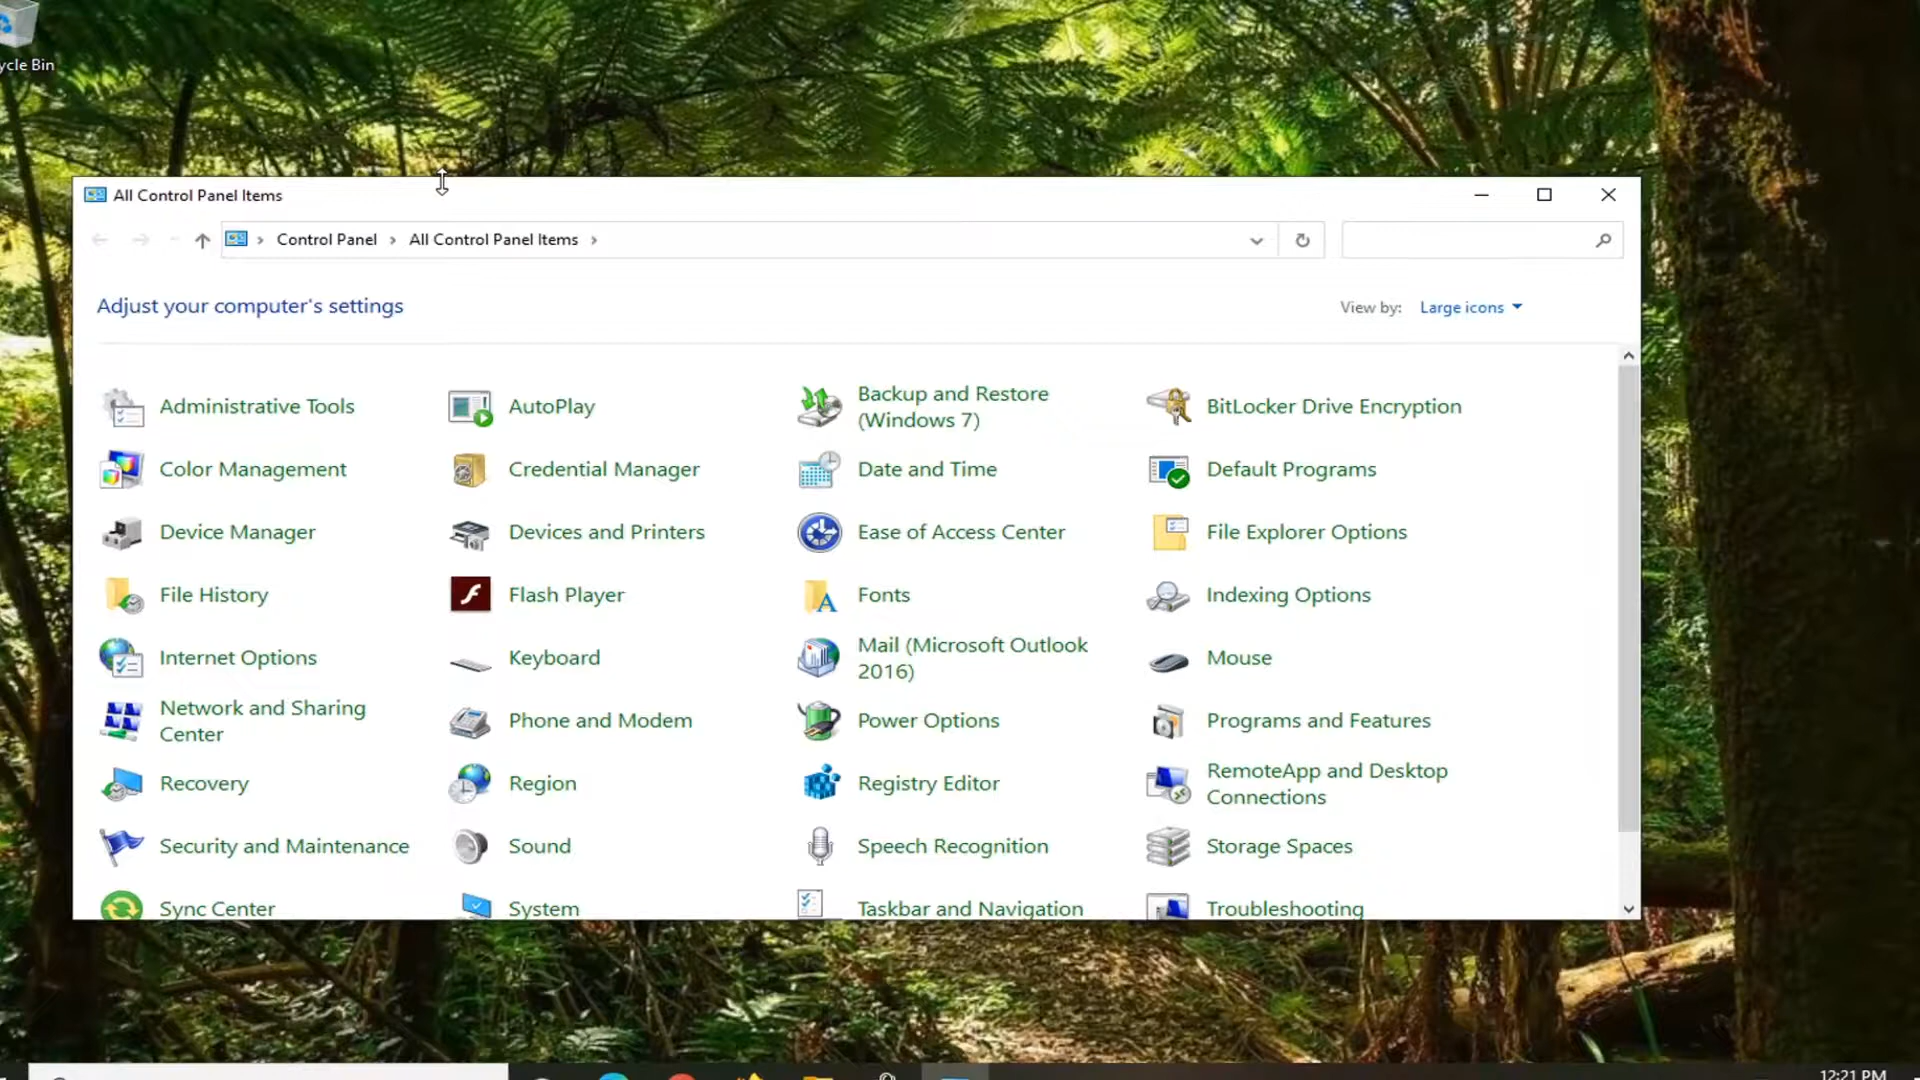 ycle Bin
All Control Panel Items
Control Panel
All Control Panel Items
Adjust your computer's settings
View by:
Large icons
Administrative Tools
AutoPlay
Backup and Restore
(Windows 7)
BitLocker Drive Encryption
Color Management
Credential Manager
Date and Time
Default Programs
Device Manager
Devices and Printers
Ease of Access Center
File Explorer Options
File History
Flash Player
Fonts
Indexing Options
Internet Options
Keyboard
Mail (Microsoft Outlook
2016)
Mouse
Network and Sharing
Center
Phone and Modem
Power Options
Programs and Features
Recovery
Region
Registry Editor
RemoteApp and Desktop
Connections
Security and Maintenance
Sound
Speech Recognition
Storage Spaces
Sync Center
System
Taskbar and Navigation
Troubleshooting
12:21 PM